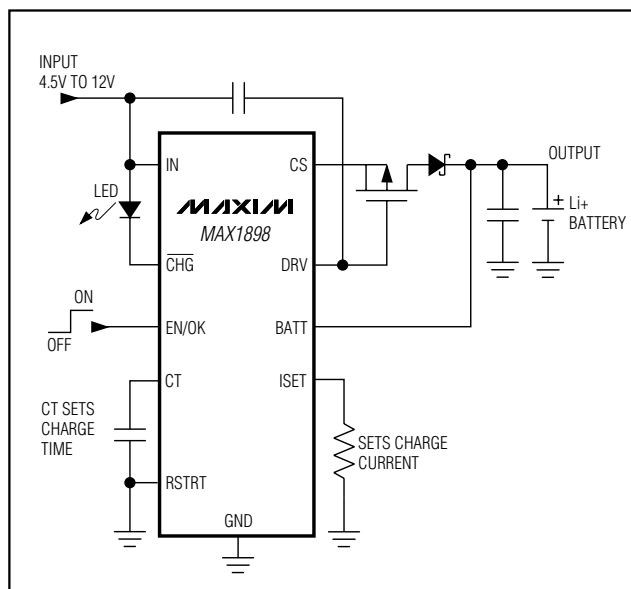 INPUT
4.5V TO 12V
IN
CS
OUTPUT
LED
MAXIM
MAX1898
+
Li+
BATTERY
CHG
DRV
ON
OFF
EN/OK
BATT
CT
ISET
CT SETS
CHARGE
TIME
SETS CHARGE
CURRENT
RSTRT
GND